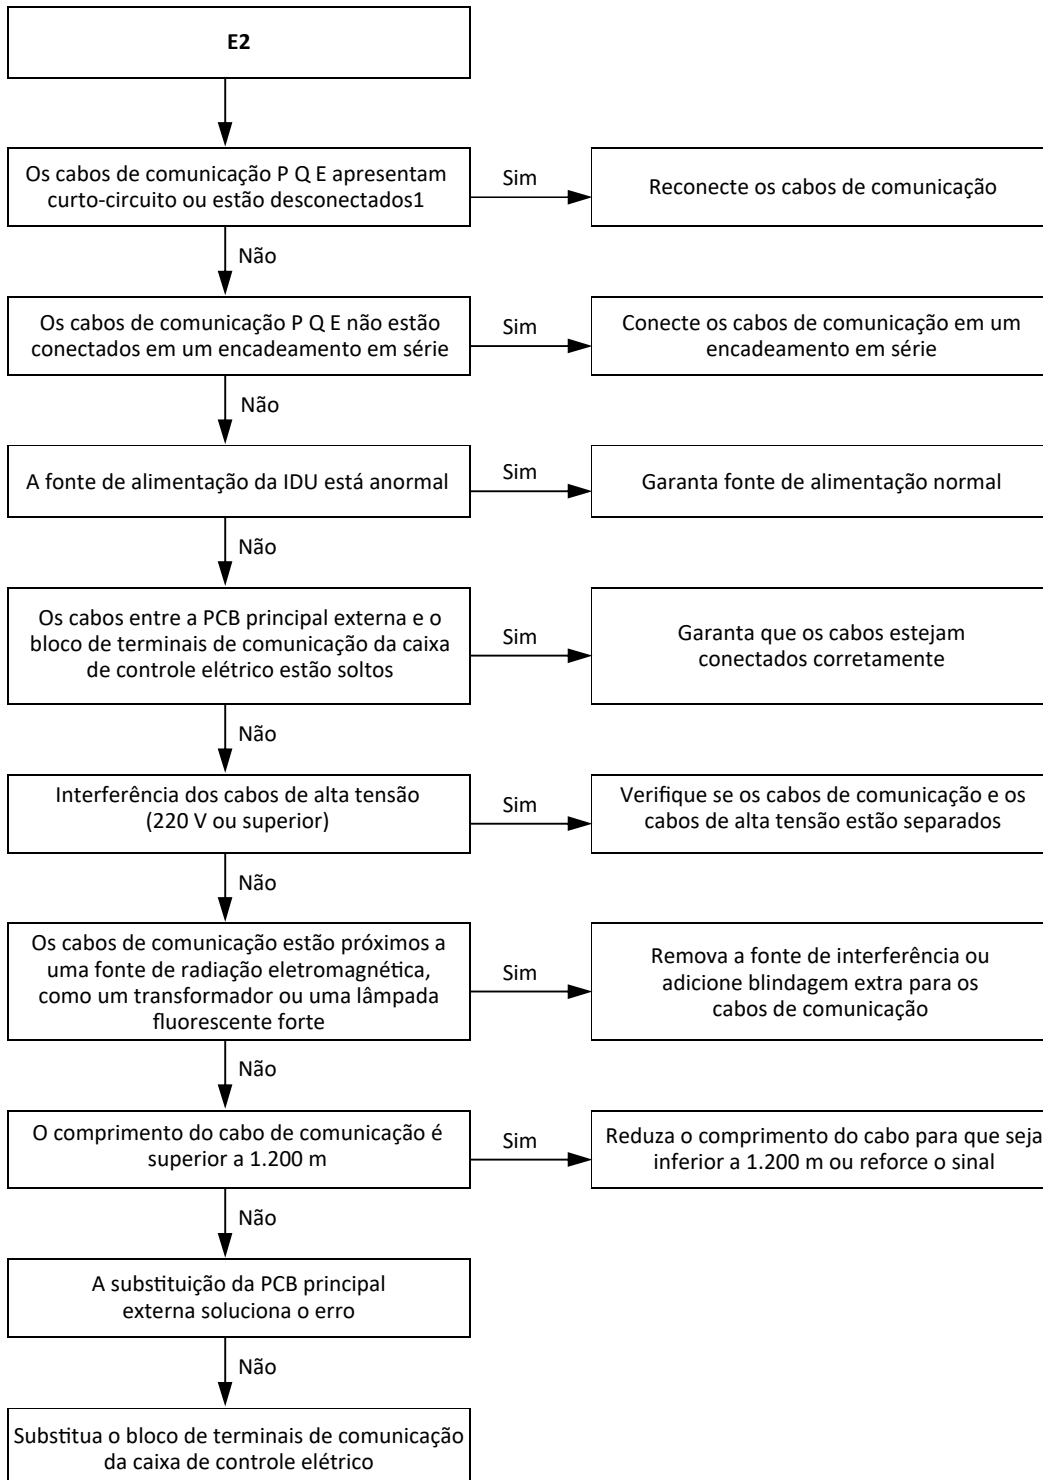 E2
Os cabos de comunicação P Q E apresentam
curto-circuito ou estão desconectados1
Sim
Reconecte os cabos de comunicação
Não
Os cabos de comunicação P Q E não estão
conectados em um encadeamento em série
Sim
Conecte os cabos de comunicação em um
encadeamento em série
Não
A fonte de alimentação da IDU está anormal
Sim
Garanta fonte de alimentação normal
Não
Os cabos entre a PCB principal externa e o
bloco de terminais de comunicação da caixa
de controle elétrico estão soltos
Sim
Garanta que os cabos estejam
conectados corretamente
Não
Interferência dos cabos de alta tensão
(220 V ou superior)
Sim
Verifique se os cabos de comunicação e os
cabos de alta tensão estão separados
Não
Os cabos de comunicação estão próximos a
uma fonte de radiação eletromagnética,
como um transformador ou uma lâmpada
fluorescente forte
Sim
Remova a fonte de interferência ou
adicione blindagem extra para os
cabos de comunicação
Não
O comprimento do cabo de comunicação é
superior a 1.200 m
Sim
Reduza o comprimento do cabo para que seja
inferior a 1.200 m ou reforce o sinal
Não
A substituição da PCB principal
externa soluciona o erro
Não
Substitua o bloco de terminais de comunicação
da caixa de controle elétrico